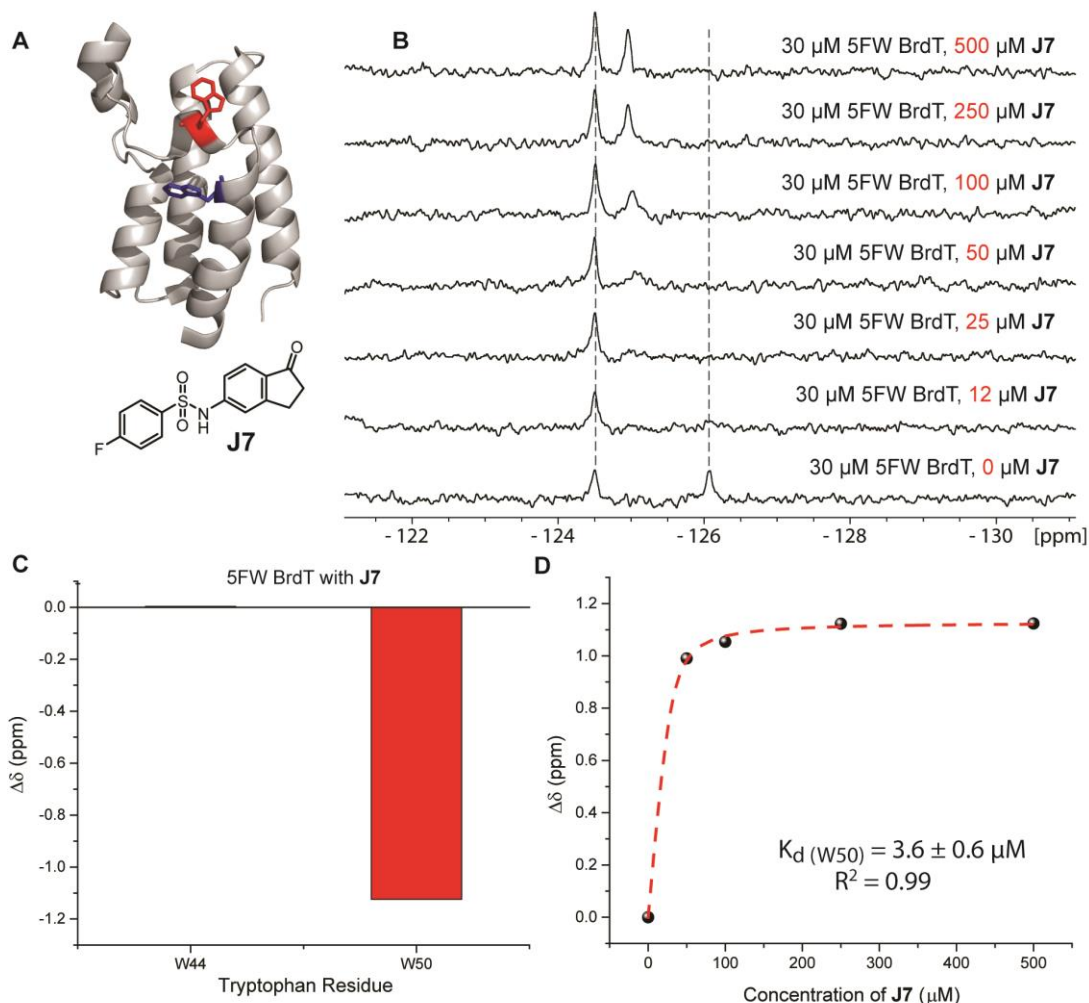 A
O
O
O
S
N
H
F
J7
B
30 µM 5FW BrdT, 500 µM J7
30 µM 5FW BrdT, 250 µM J7
30 µM 5FW BrdT, 100 µM J7
30 µM 5FW BrdT, 50 µM J7
30 µM 5FW BrdT, 25 µM J7
30 µM 5FW BrdT, 12 µM J7
30 µM 5FW BrdT, 0 µM J7
- 122 - 124 - 126 - 128 - 130 [ppm]
C
5FW BrdT with J7
0.0
-0.2
-0.4
-0.6
-0.8
-1.0
-1.2
Δδ (ppm)
W44 W50
Tryptophan Residue
D
1.2
1.0
0.8
0.6
0.4
0.2
0.0
Δδ (ppm)
K d (W50) = 3.6 ± 0.6 µM
R² = 0.99
0 100 200 300 400 500
Concentration of J7 (µM)